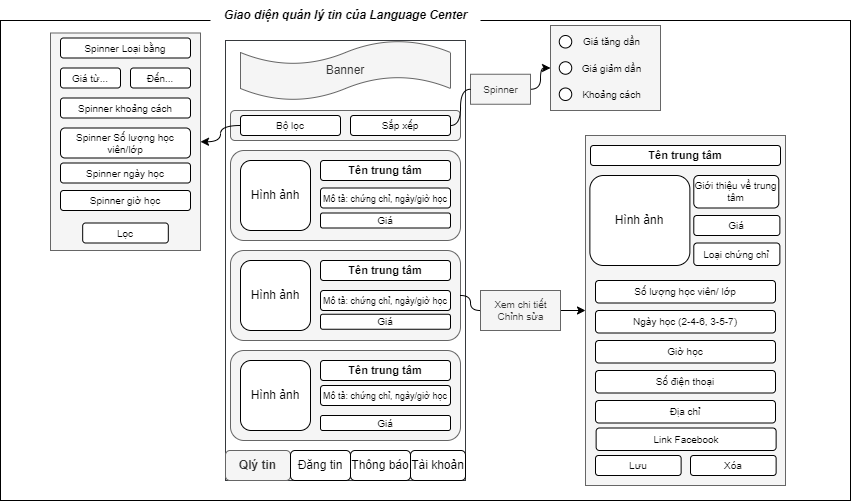 Giao diện quản lý tin của Language Center
Spinner Loại bằng
Giá từ...
Đến...
Spinner khoảng cách
Spinner Số lượng học
viên/lớp
Spinner ngày học
Spinner giờ học
Lọc
Banner
Bộ lọc
Sắp xếp
Hình ảnh
Tên trung tâm
Mô tả: chứng chỉ, ngày/giờ học
Giá
Hình ảnh
Tên trung tâm
Mô tả: chứng chỉ, ngày/giờ học
Giá
Hình ảnh
Tên trung tâm
Mô tả: chứng chỉ, ngày/giờ học
Giá
Qlý tin
Đăng tin
Thông báo
Tài khoản
Spinner
Giá tăng dần
Giá giảm dần
Khoảng cách
Xem chi tiết
Chỉnh sửa
Tên trung tâm
Hình ảnh
Giới thiệu về trung
tâm
Giá
Loại chứng chỉ
Số lượng học viên/ lớp
Ngày học (2-4-6, 3-5-7)
Giờ học
Số điện thoại
Địa chỉ
Link Facebook
Lưu
Xóa